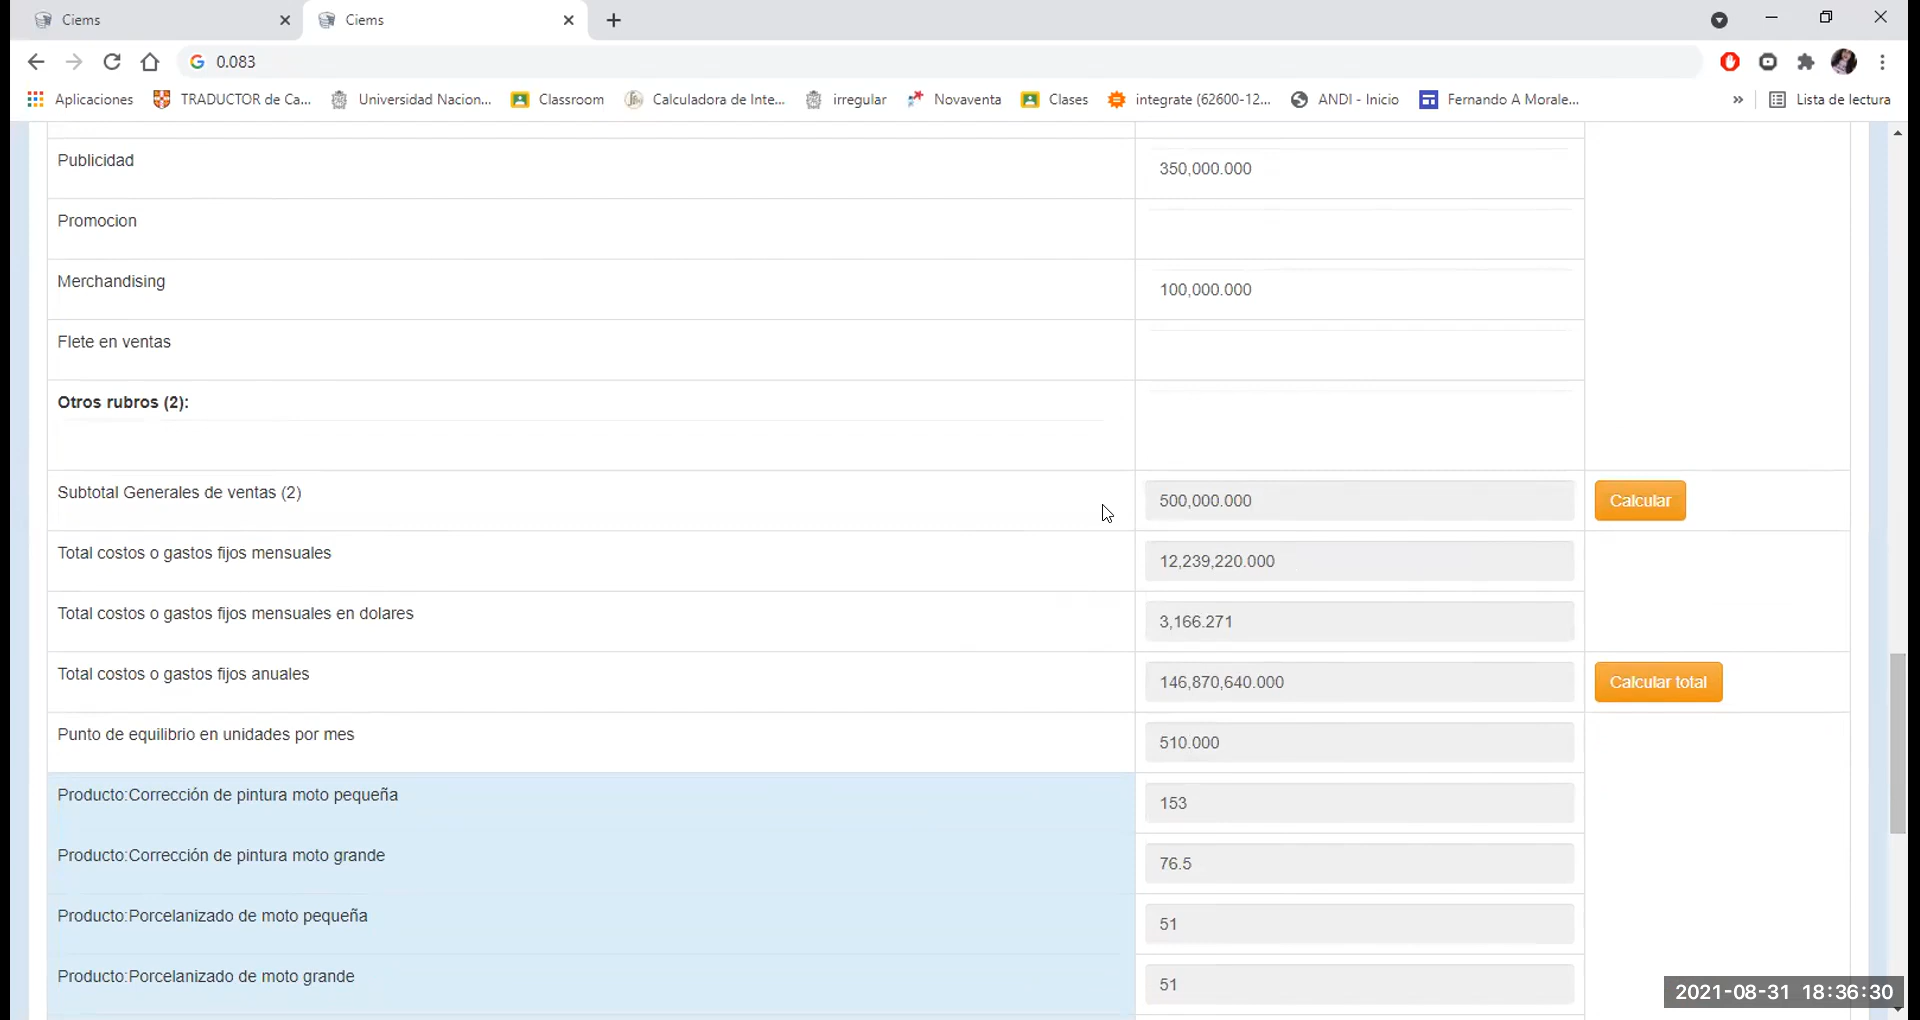 Ciems
Ciems
0.083
Aplicaciones
TRADUCTOR de Ca...
Universidad Nacion...
Classroom
Calculadora de Inte...
irregular
Novaventa
Clases
integrate (62600-12...
ANDI - Inicio
Fernando A Morale...
»
Lista de lectura
Publicidad
350,000.000
Promocion
Merchandising
100,000.000
Flete en ventas
Otros rubros (2):
Subtotal Generales de ventas (2)
500,000.000
Calcular
Total costos o gastos fijos mensuales
12,239,220.000
Total costos o gastos fijos mensuales en dolares
3,166.271
Total costos o gastos fijos anuales
146,870,640.000
Calcular total
Punto de equilibrio en unidades por mes
510.000
Producto:Corrección de pintura moto pequeña
153
Producto:Corrección de pintura moto grande
76.5
Producto:Porcelanizado de moto pequeña
51
Producto:Porcelanizado de moto grande
51
2021-08-31 18:36:30